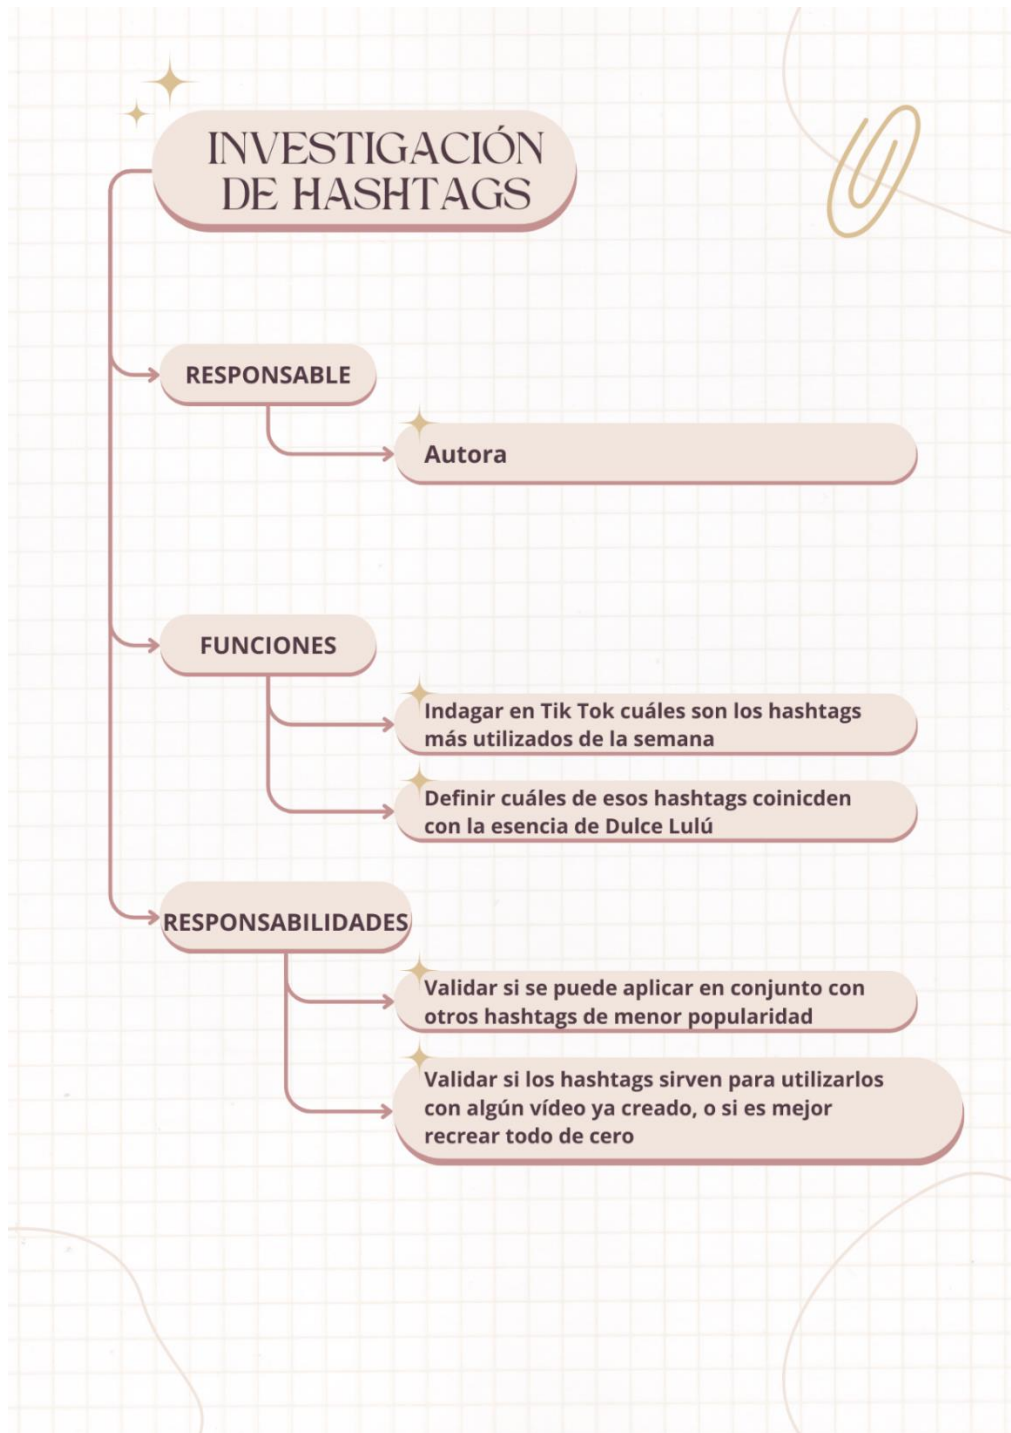 INVESTIGACIÓN
DE HASHTAGS
RESPONSABLE
Autora
FUNCIONES
Indagar en Tik Tok cuáles son los hashtags
más utilizados de la semana
Definir cuáles de esos hashtags coinicden
con la esencia de Dulce Lulú
RESPONSABILIDADES
Validar si se puede aplicar en conjunto con
otros hashtags de menor popularidad
Validar si los hashtags sirven para utilizarlos
con algún vídeo ya creado, o si es mejor
recrear todo de cero